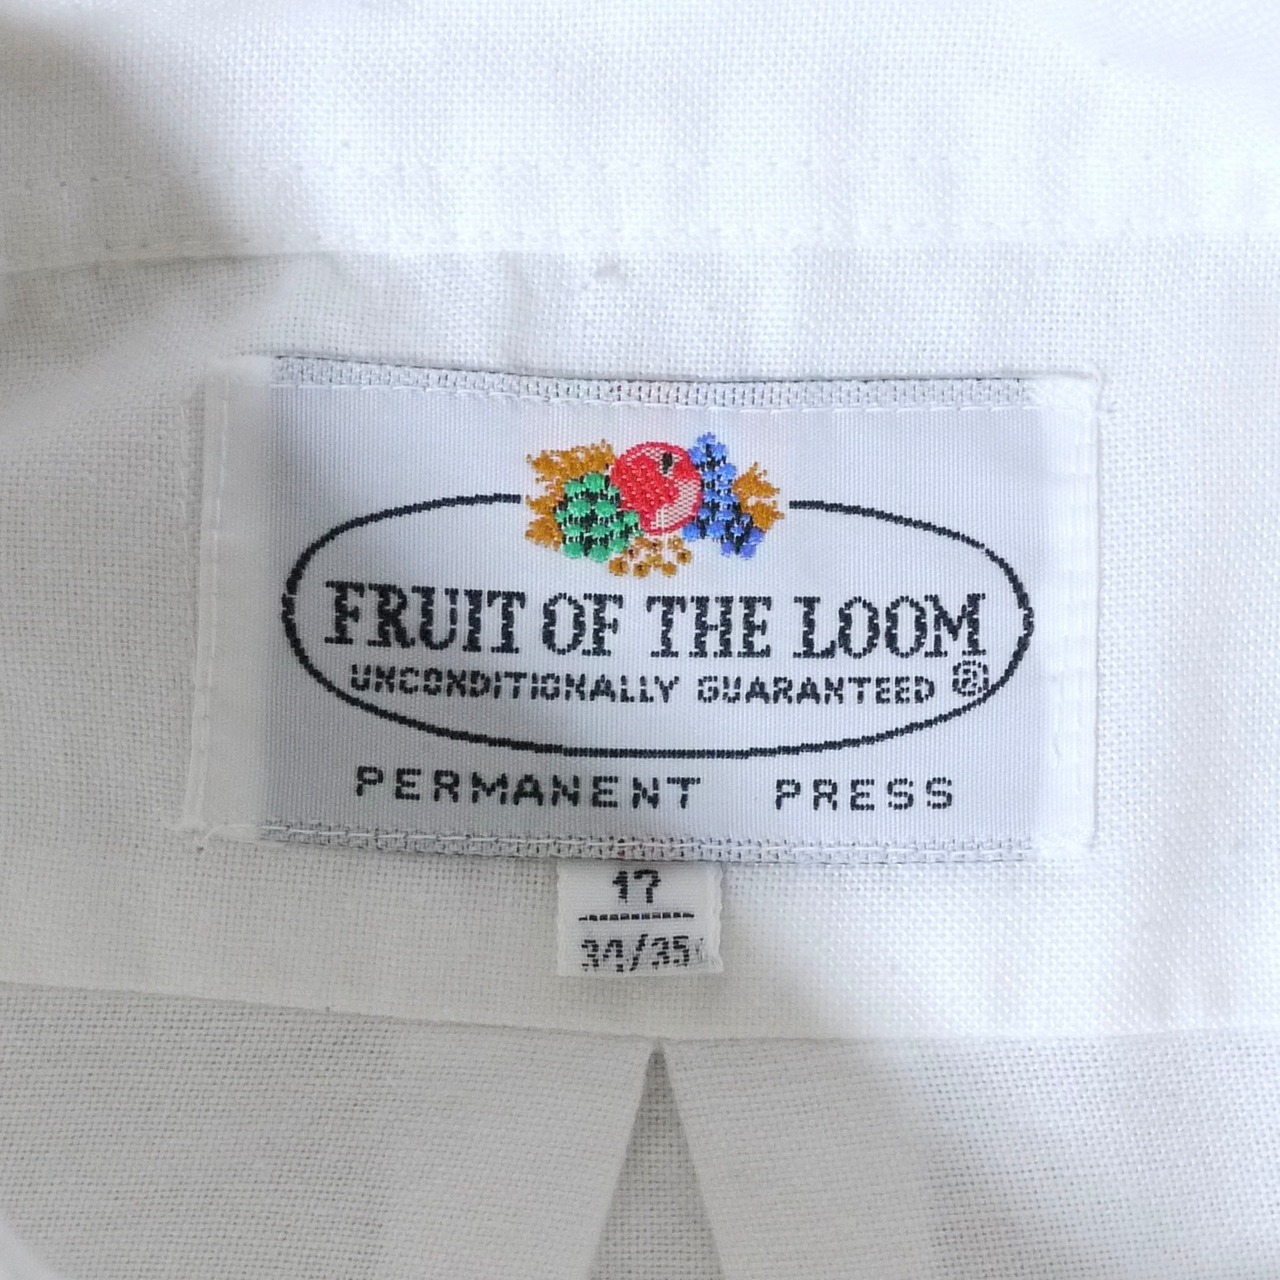 FRUIT OF THE LOOM
UNCONDITIONALLY GUARANTEED ®
PERMANENT PRESS
17
34/35